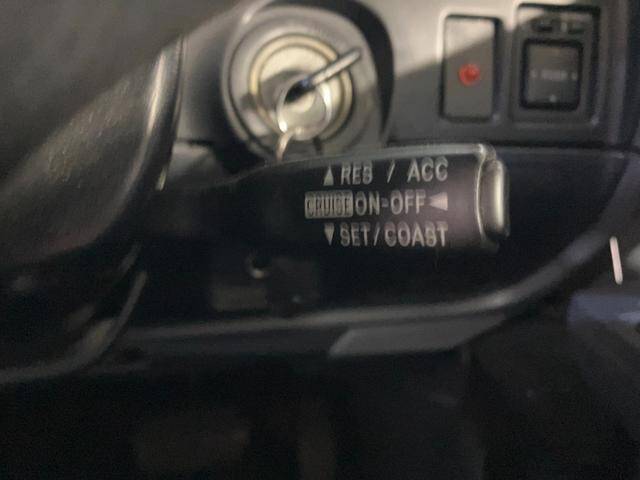 ▲RES / ACC
CRUISE ON-OFF◀
▼SET/COAST